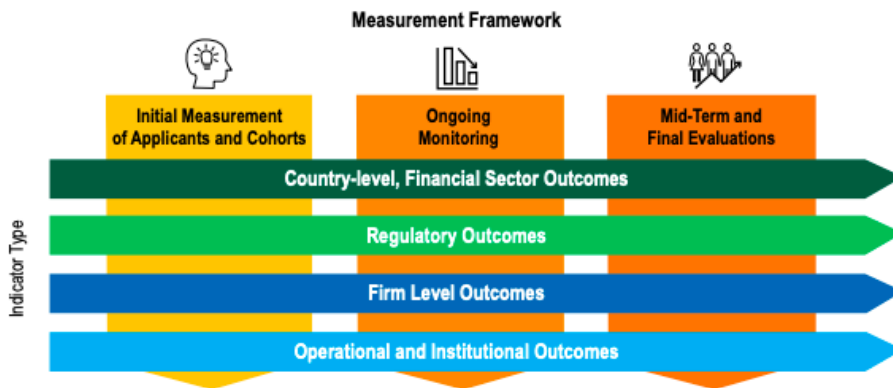 Measurement Framework
Initial Measurement
of Applicants and Cohorts
Ongoing
Monitoring
Mid-Term and
Final Evaluations
Indicator Type
Country-level, Financial Sector Outcomes
Regulatory Outcomes
Firm Level Outcomes
Operational and Institutional Outcomes